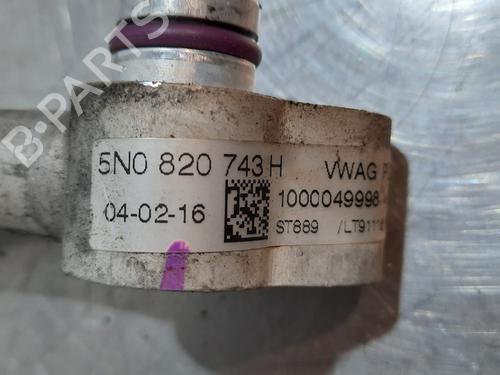 B-PARTS
5N0 820 743 H VWAG
04-02-16 1000049998
ST889